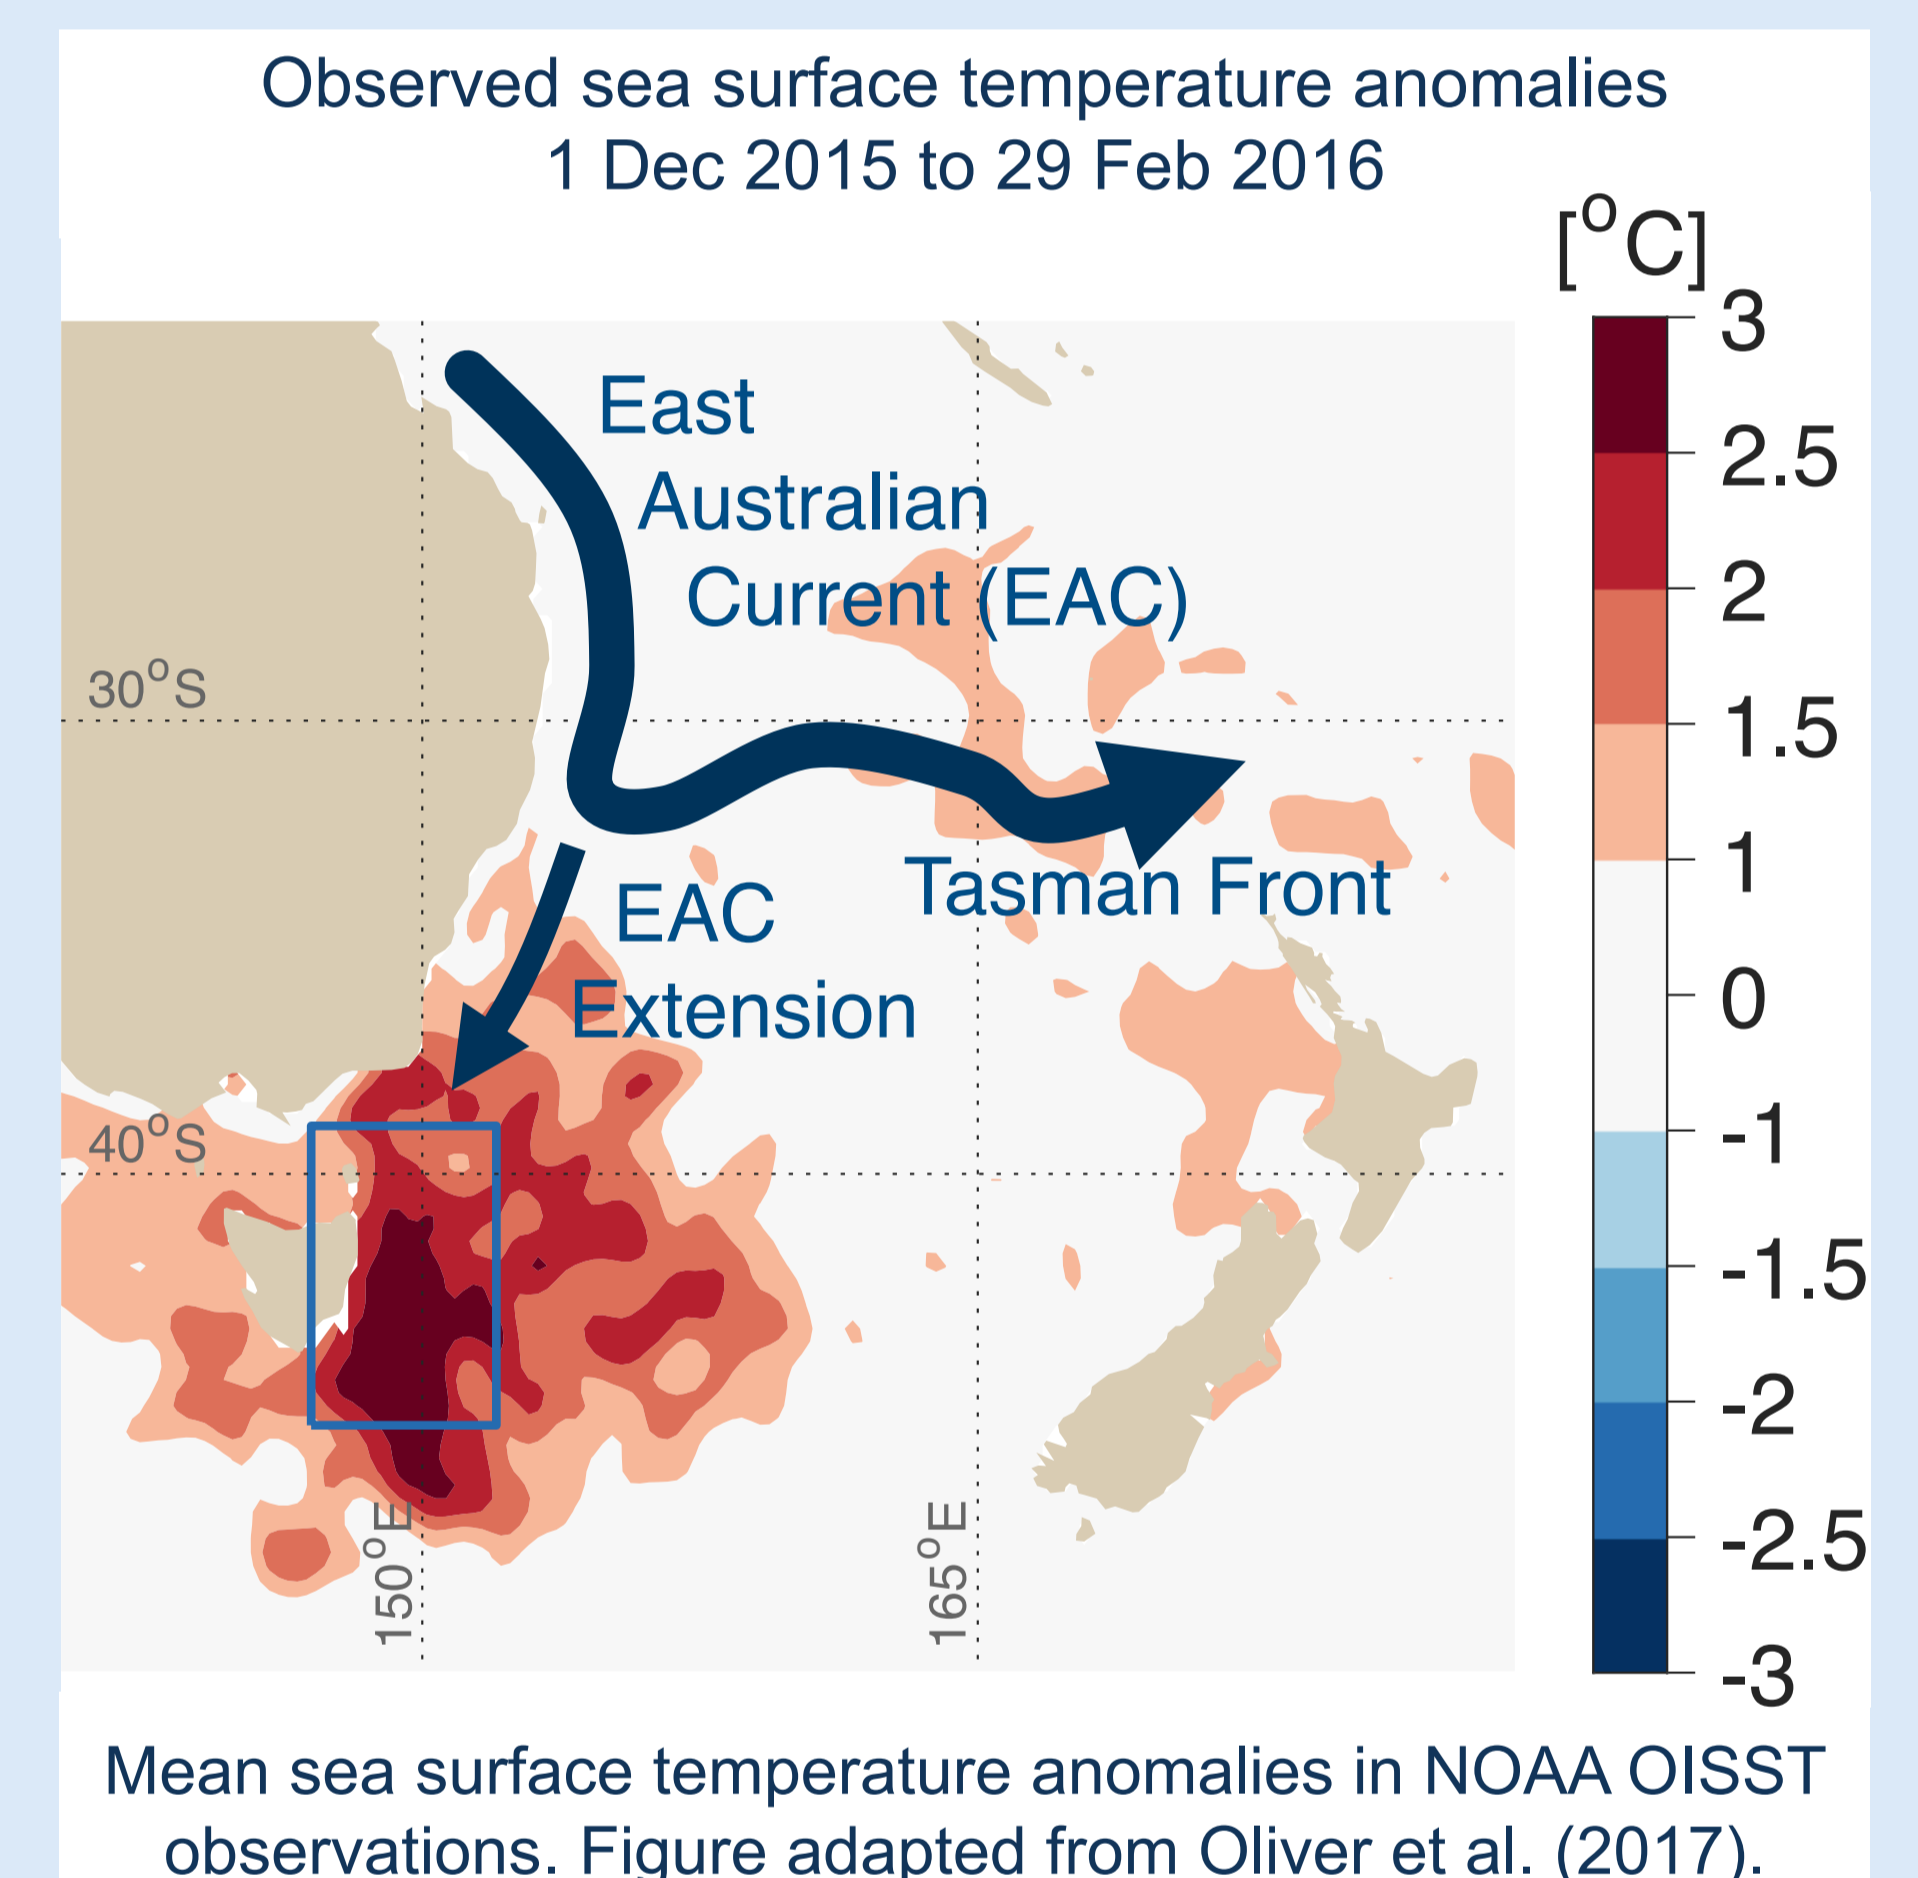 Observed sea surface temperature anomalies
1 Dec 2015 to 29 Feb 2016
[°C]
East
Australian
Current (EAC)
30°S
Tasman Front
EAC
Extension
40°S
150°E
165°E
3
2.5
2
1.5
1
0
-1
-1.5
-2
-2.5
-3
Mean sea surface temperature anomalies in NOAA OISST
observations. Figure adapted from Oliver et al. (2017).